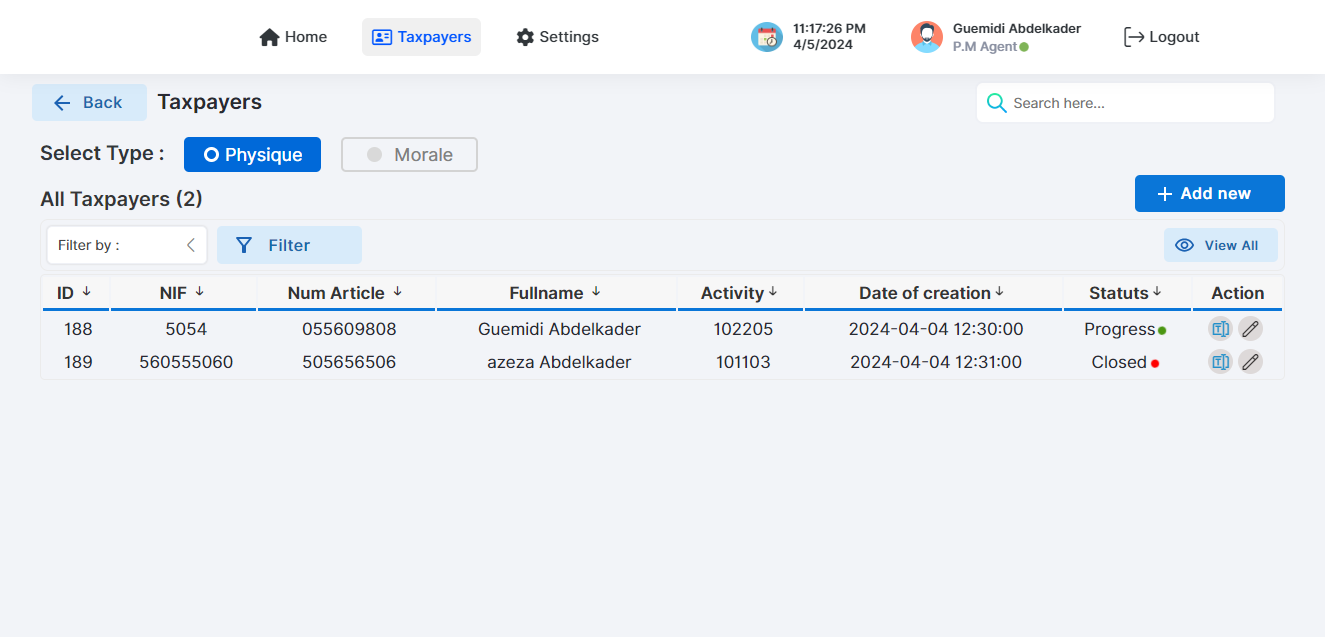 Home Taxpayers Settings 11:17:26 PM Guemidi Abdelkader Logout
4/5/2024 P.M Agent
Back Taxpayers Search here...
Select Type : Physique Morale
All Taxpayers (2) + Add new
Filter by : Filter View All
ID ↓ NIF ↓ Num Article ↓ Fullname ↓ Activity ↓ Date of creation ↓ Statuts ↓ Action
188 5054 055609808 Guemidi Abdelkader 102205 2024-04-04 12:30:00 Progress
189 560555060 505656506 azeza Abdelkader 101103 2024-04-04 12:31:00 Closed